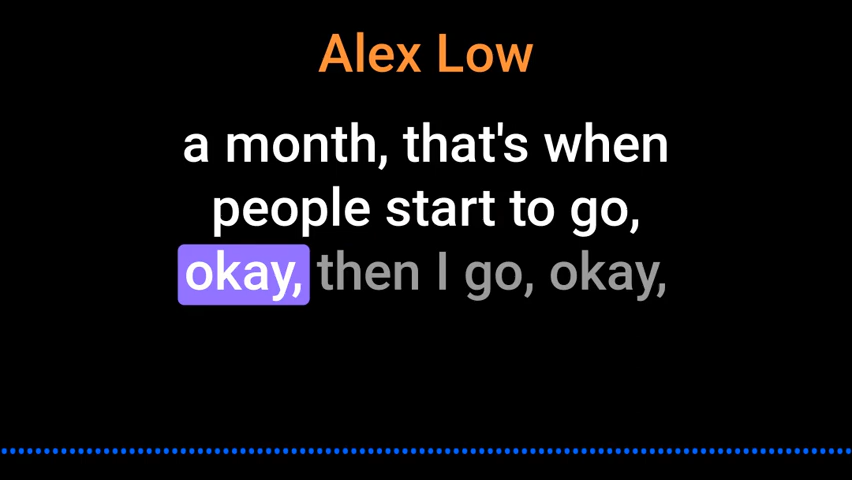 Alex Low
a month, that's when
people start to go,
okay, then I go, okay,